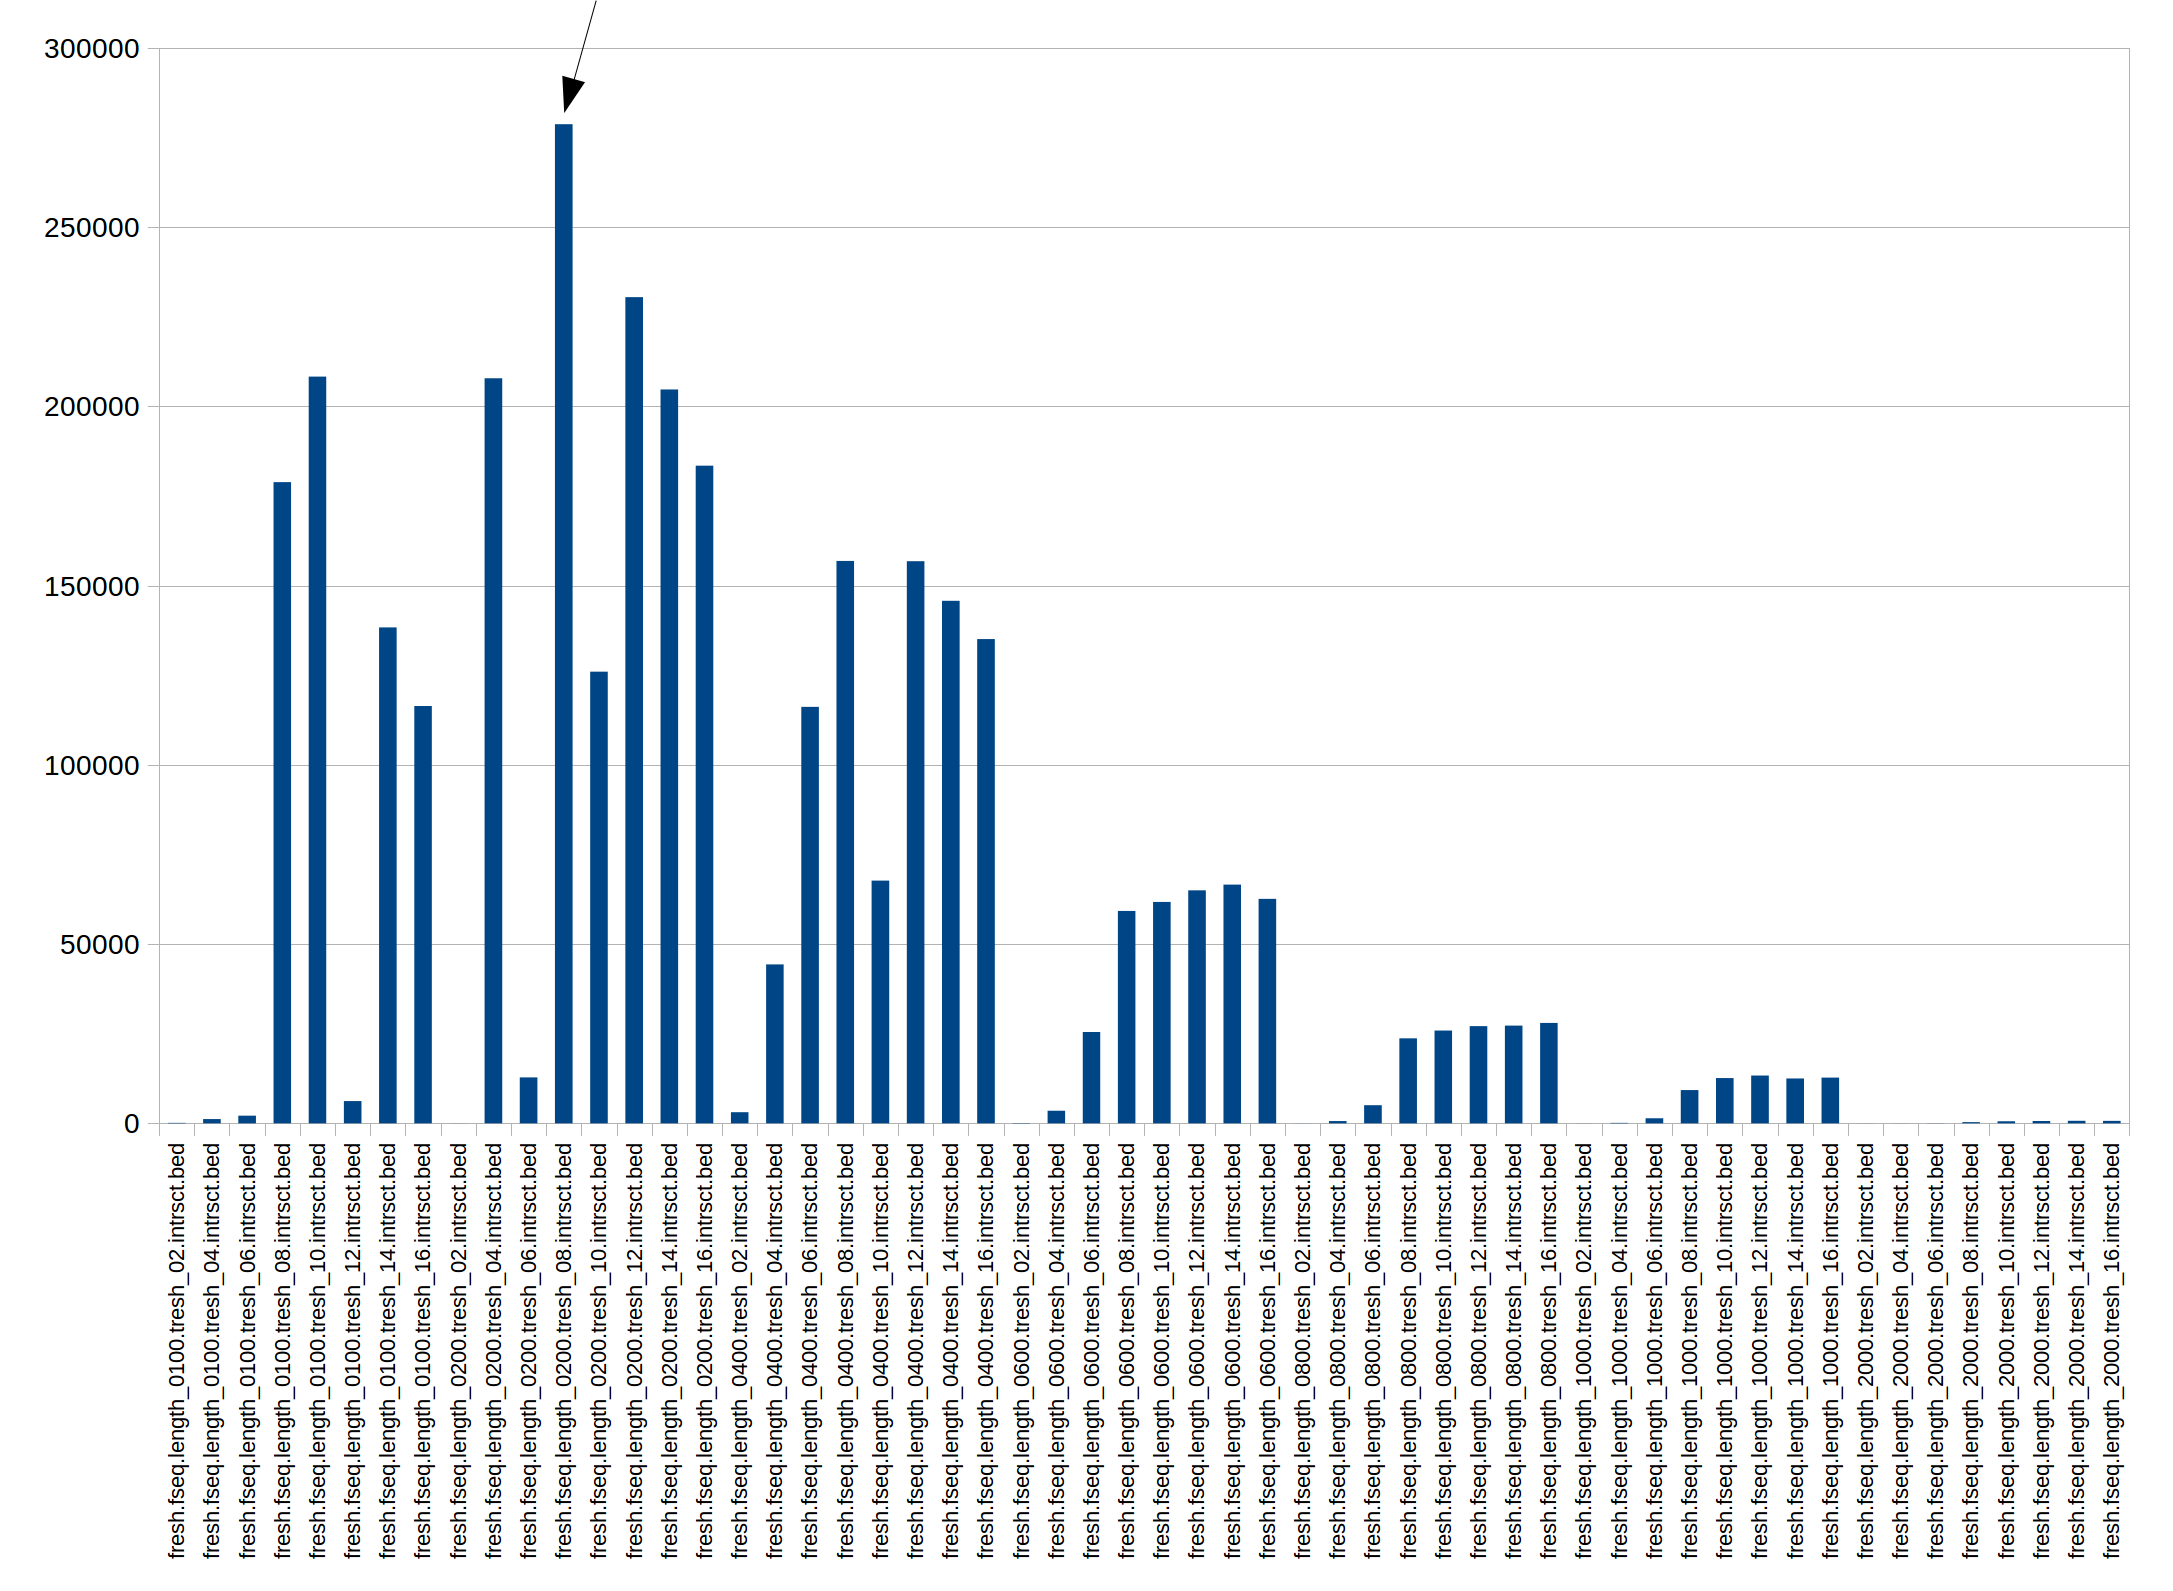 300000
250000
200000
150000
100000
50000
0
fresh.fseq.length_0100.tresh_02.intrsct.bed
fresh.fseq.length_0100.tresh_04.intrsct.bed
fresh.fseq.length_0100.tresh_06.intrsct.bed
fresh.fseq.length_0100.tresh_08.intrsct.bed
fresh.fseq.length_0100.tresh_10.intrsct.bed
fresh.fseq.length_0100.tresh_12.intrsct.bed
fresh.fseq.length_0100.tresh_14.intrsct.bed
fresh.fseq.length_0100.tresh_16.intrsct.bed
fresh.fseq.length_0200.tresh_02.intrsct.bed
fresh.fseq.length_0200.tresh_04.intrsct.bed
fresh.fseq.length_0200.tresh_06.intrsct.bed
fresh.fseq.length_0200.tresh_08.intrsct.bed
fresh.fseq.length_0200.tresh_10.intrsct.bed
fresh.fseq.length_0200.tresh_12.intrsct.bed
fresh.fseq.length_0200.tresh_14.intrsct.bed
fresh.fseq.length_0200.tresh_16.intrsct.bed
fresh.fseq.length_0400.tresh_02.intrsct.bed
fresh.fseq.length_0400.tresh_04.intrsct.bed
fresh.fseq.length_0400.tresh_06.intrsct.bed
fresh.fseq.length_0400.tresh_08.intrsct.bed
fresh.fseq.length_0400.tresh_10.intrsct.bed
fresh.fseq.length_0400.tresh_12.intrsct.bed
fresh.fseq.length_0400.tresh_14.intrsct.bed
fresh.fseq.length_0400.tresh_16.intrsct.bed
fresh.fseq.length_0600.tresh_02.intrsct.bed
fresh.fseq.length_0600.tresh_04.intrsct.bed
fresh.fseq.length_0600.tresh_06.intrsct.bed
fresh.fseq.length_0600.tresh_08.intrsct.bed
fresh.fseq.length_0600.tresh_10.intrsct.bed
fresh.fseq.length_0600.tresh_12.intrsct.bed
fresh.fseq.length_0600.tresh_14.intrsct.bed
fresh.fseq.length_0600.tresh_16.intrsct.bed
fresh.fseq.length_0800.tresh_02.intrsct.bed
fresh.fseq.length_0800.tresh_04.intrsct.bed
fresh.fseq.length_0800.tresh_06.intrsct.bed
fresh.fseq.length_0800.tresh_08.intrsct.bed
fresh.fseq.length_0800.tresh_10.intrsct.bed
fresh.fseq.length_0800.tresh_12.intrsct.bed
fresh.fseq.length_0800.tresh_14.intrsct.bed
fresh.fseq.length_0800.tresh_16.intrsct.bed
fresh.fseq.length_1000.tresh_02.intrsct.bed
fresh.fseq.length_1000.tresh_04.intrsct.bed
fresh.fseq.length_1000.tresh_06.intrsct.bed
fresh.fseq.length_1000.tresh_08.intrsct.bed
fresh.fseq.length_1000.tresh_10.intrsct.bed
fresh.fseq.length_1000.tresh_12.intrsct.bed
fresh.fseq.length_1000.tresh_14.intrsct.bed
fresh.fseq.length_1000.tresh_16.intrsct.bed
fresh.fseq.length_2000.tresh_02.intrsct.bed
fresh.fseq.length_2000.tresh_04.intrsct.bed
fresh.fseq.length_2000.tresh_06.intrsct.bed
fresh.fseq.length_2000.tresh_08.intrsct.bed
fresh.fseq.length_2000.tresh_10.intrsct.bed
fresh.fseq.length_2000.tresh_12.intrsct.bed
fresh.fseq.length_2000.tresh_14.intrsct.bed
fresh.fseq.length_2000.tresh_16.intrsct.bed